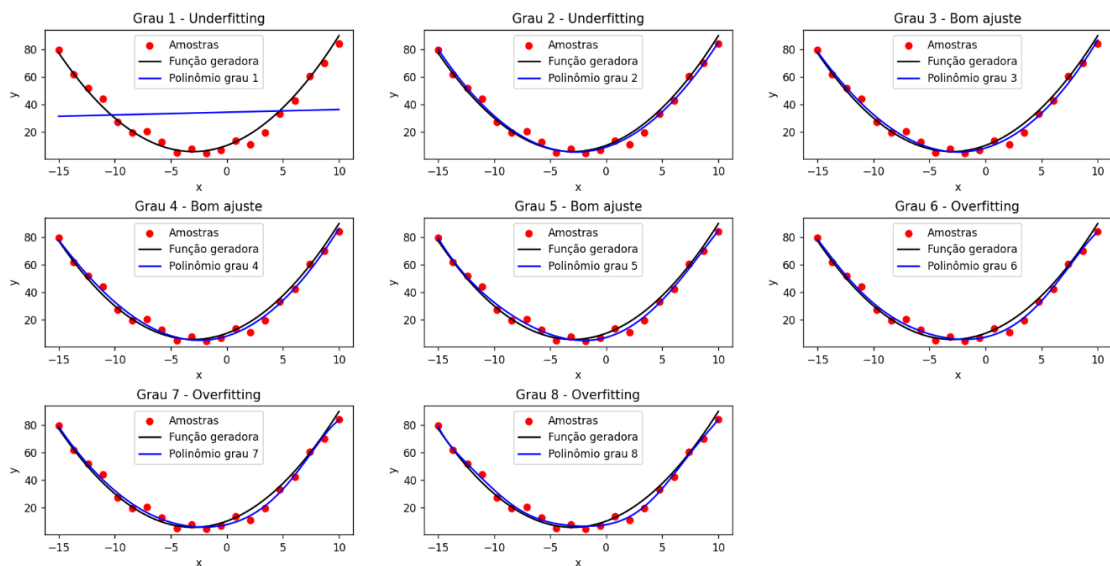 Grau 1 - Underfitting
Amostras
Função geradora
Polinômio grau 1
y
80
60
40
20
−15 −10 −5 0 5 10
x
Grau 2 - Underfitting
Amostras
Função geradora
Polinômio grau 2
y
80
60
40
20
−15 −10 −5 0 5 10
x
Grau 3 - Bom ajuste
Amostras
Função geradora
Polinômio grau 3
y
80
60
40
20
−15 −10 −5 0 5 10
x
Grau 4 - Bom ajuste
Amostras
Função geradora
Polinômio grau 4
y
80
60
40
20
−15 −10 −5 0 5 10
x
Grau 5 - Bom ajuste
Amostras
Função geradora
Polinômio grau 5
y
80
60
40
20
−15 −10 −5 0 5 10
x
Grau 6 - Overfitting
Amostras
Função geradora
Polinômio grau 6
y
80
60
40
20
−15 −10 −5 0 5 10
x
Grau 7 - Overfitting
Amostras
Função geradora
Polinômio grau 7
y
80
60
40
20
−15 −10 −5 0 5 10
x
Grau 8 - Overfitting
Amostras
Função geradora
Polinômio grau 8
y
80
60
40
20
−15 −10 −5 0 5 10
x